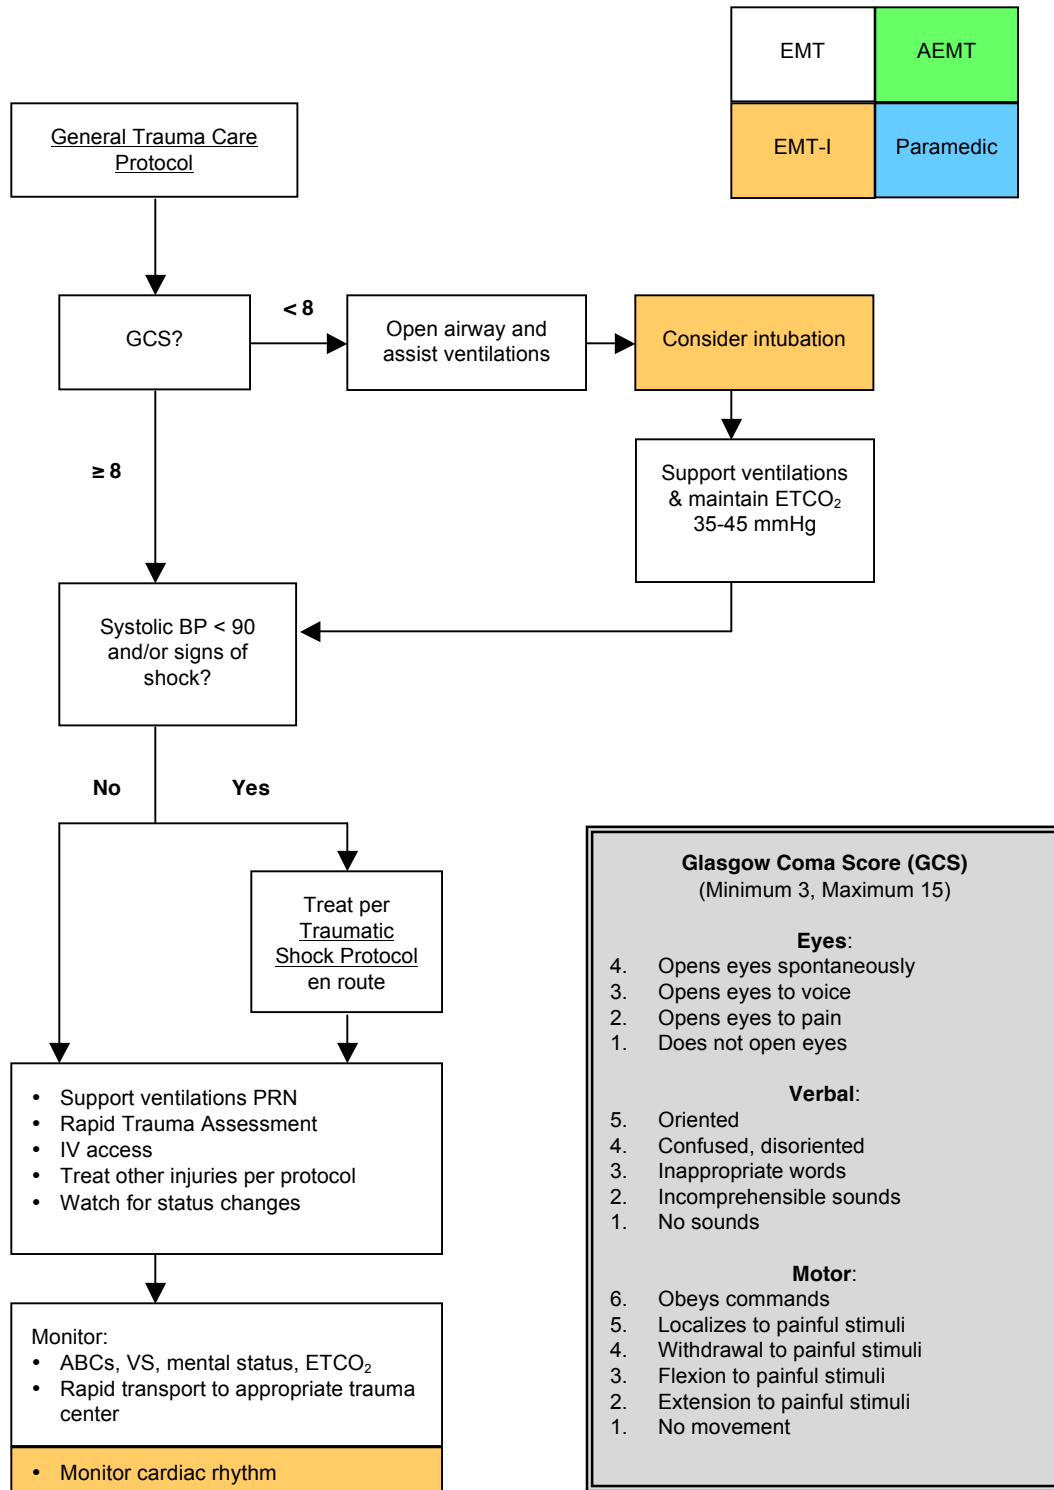 EMT
AEMT
EMT-I
Paramedic
General Trauma Care
Protocol
GCS?
< 8
Open airway and
assist ventilations
Consider intubation
≥ 8
Support ventilations
& maintain ETCO₂
35-45 mmHg
Systolic BP < 90
and/or signs of
shock?
No
Yes
Treat per
Traumatic
Shock Protocol
en route
• Support ventilations PRN
• Rapid Trauma Assessment
• IV access
• Treat other injuries per protocol
• Watch for status changes
Monitor:
• ABCs, VS, mental status, ETCO₂
• Rapid transport to appropriate trauma
center
• Monitor cardiac rhythm
Glasgow Coma Score (GCS)
(Minimum 3, Maximum 15)
Eyes:
4. Opens eyes spontaneously
3. Opens eyes to voice
2. Opens eyes to pain
1. Does not open eyes
Verbal:
5. Oriented
4. Confused, disoriented
3. Inappropriate words
2. Incomprehensible sounds
1. No sounds
Motor:
6. Obeys commands
5. Localizes to painful stimuli
4. Withdrawal to painful stimuli
3. Flexion to painful stimuli
2. Extension to painful stimuli
1. No movement